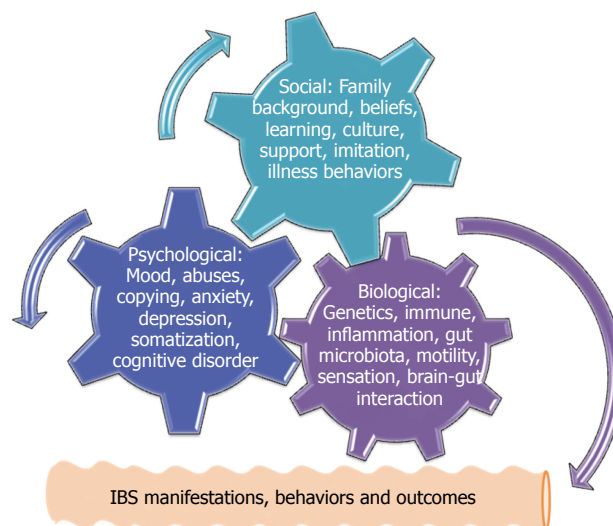 Social: Family
background, beliefs,
learning, culture,
support, imitation,
illness behaviors
Psychological:
Mood, abuses,
copying, anxiety,
depression,
somatization,
cognitive disorder
Biological:
Genetics, immune,
inflammation, gut
microbiota, motility,
sensation, brain-gut
interaction
IBS manifestations, behaviors and outcomes